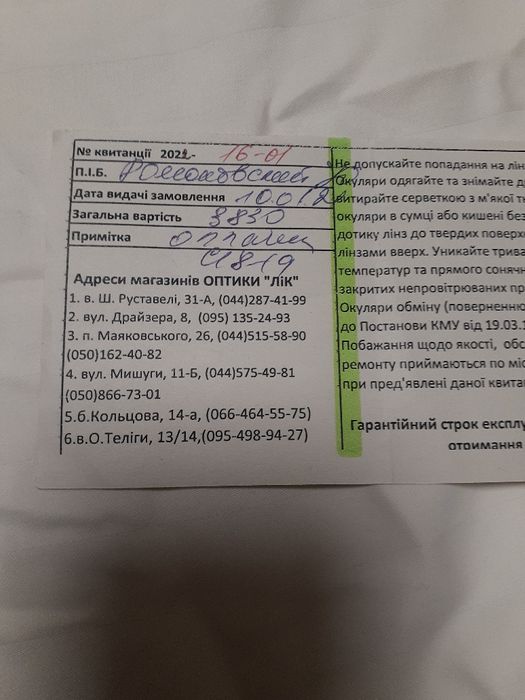 № квитанції 2022- 16-01
П.І.Б.
Дата видачі замовлення 10.01.2
Загальна вартість 3830
Примітка
Адреси магазинів ОПТИКИ "ЛіК"
1. в. Ш. Руставелі, 31-А, (044)287-41-99
2. вул. Драйзера, 8, (095) 135-24-93
3. п. Маяковського, 26, (044)515-58-90
(050)162-40-82
4. вул. Мишуги, 11-Б, (044)575-49-81
(050)866-73-01
5.б.Кольцова, 14-а, (066-464-55-75)
6.в.О.Теліги, 13/14,(095-498-94-27)
Не допускайте попадання на лін
Окуляри одягайте та знімайте д
витирайте серветкою з м'якої т
окуляри в сумці або кишені без
дотику лінз до твердих поверх
лінзами вверх. Уникайте трива
температур та прямого соняч
закритих непровітрюваних пр
Окуляри обміну (поверненню
до Постанови КМУ від 19.03.1
Побажання щодо якості, обс
ремонту приймаються по міс
при пред'явлені даної квита
Гарантійний строк експлу
отримання